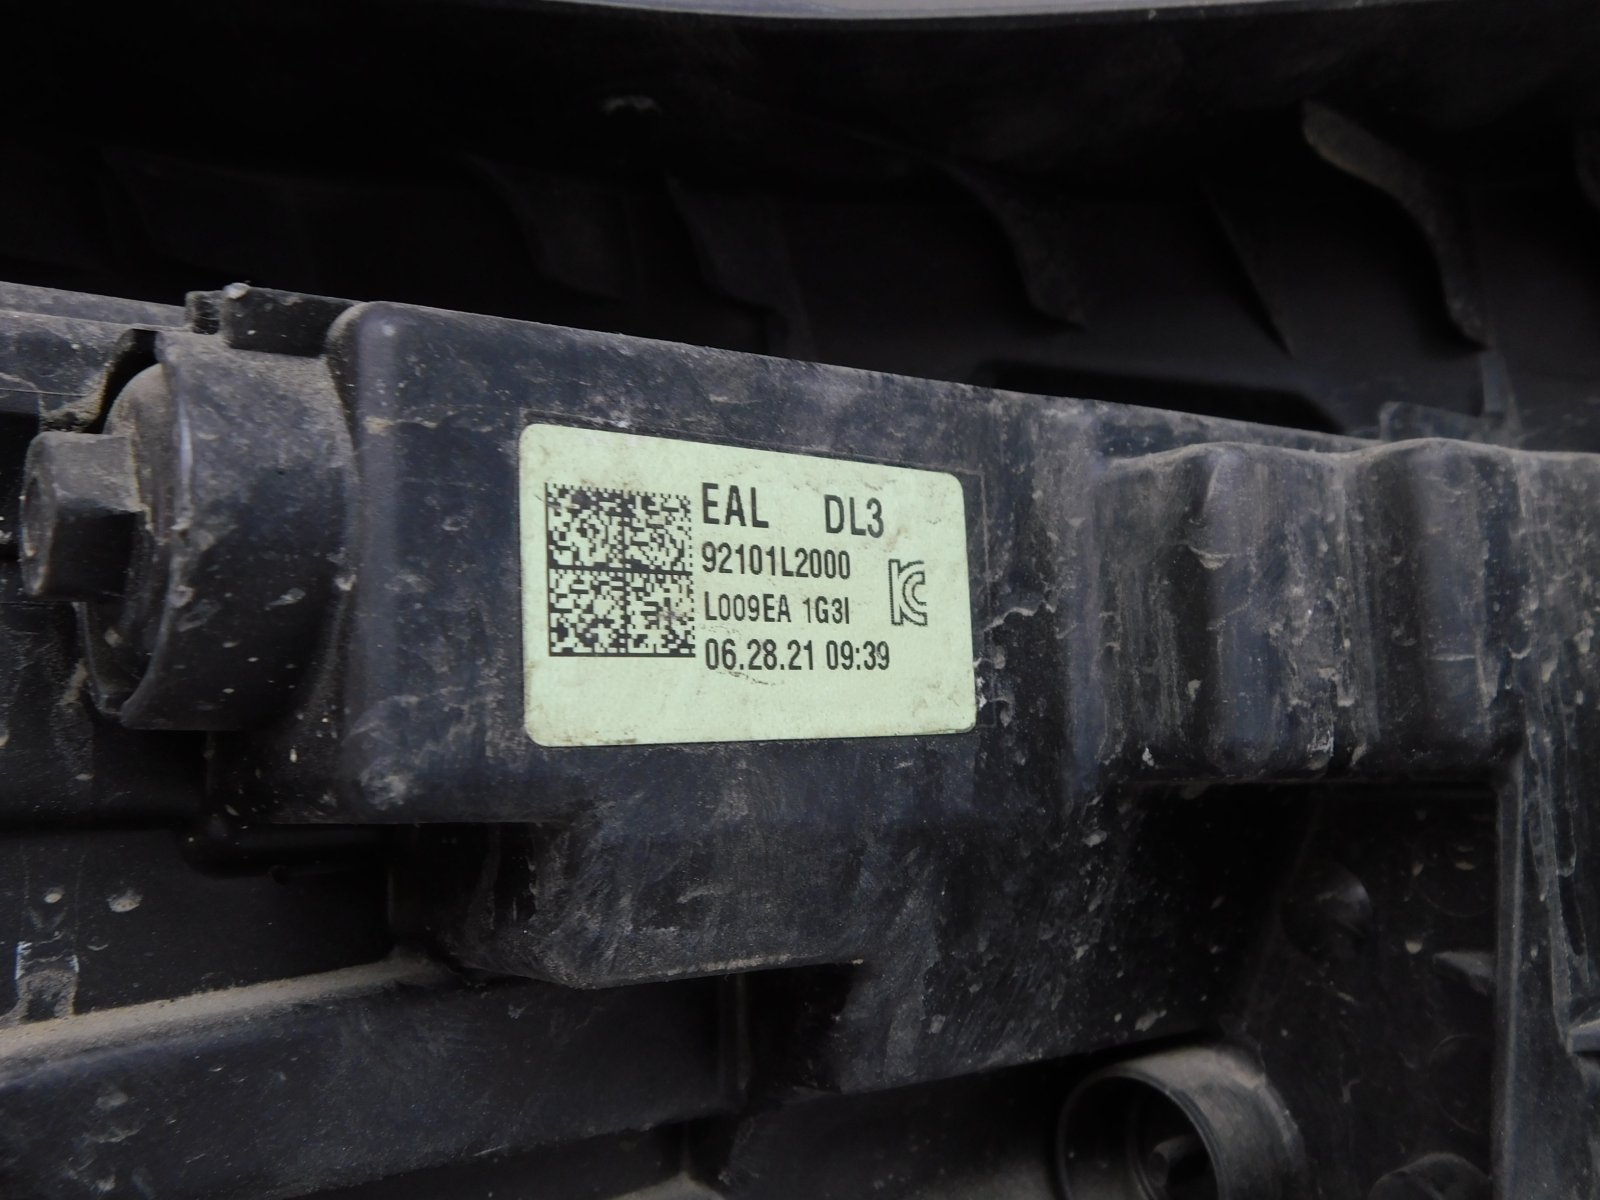 EAL DL3
92101L2000
L009EA 1G3I
06.28.21 09:39